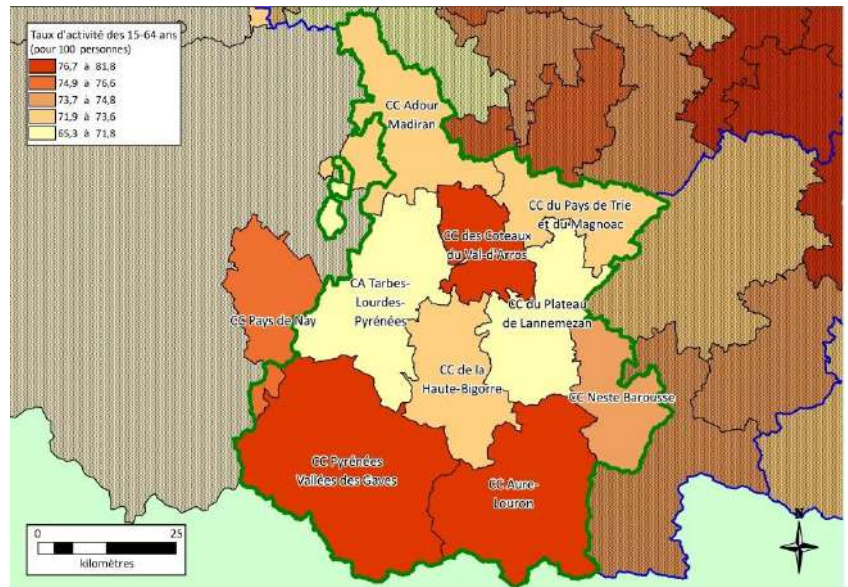 Taux d'activité des 15-64 ans
(pour 100 personnes)
76,7 à 81,8
74,9 à 76,6
73,7 à 74,8
71,9 à 73,6
65,3 à 71,8
CC Adour
Madiran
CC du Pays de Trie
et du Magnoac
CC des Coteaux
du Val-d'Arros
CA Tarbes-
Lourdes-
Pyrénées
CC du Plateau
de Lannemezan
CC Pays de Nay
CC de la
Haute-Bigorre
CC Neste Barousse
CC Pyrénées
Vallées des Gaves
CC Aure-
Louron
0 25
kilomètres
N